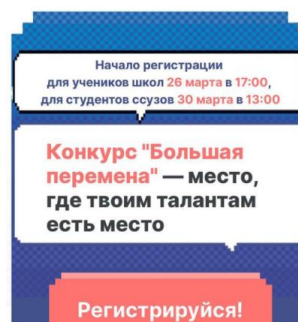 Начало регистрации
для учеников школ 26 марта в 17:00,
для студентов ссузов 30 марта в 13:00
Конкурс "Большая
перемена" — место,
где твоим талантам
есть место
Регистрируйся!